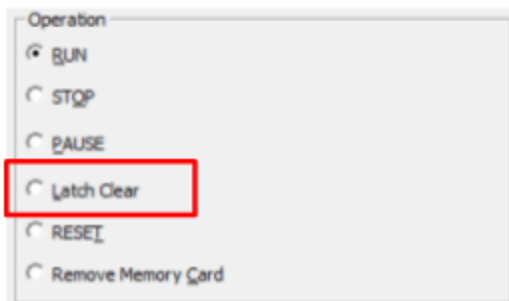 Operation
RUN
STOP
PAUSE
Latch Clear
RESET
Remove Memory Card